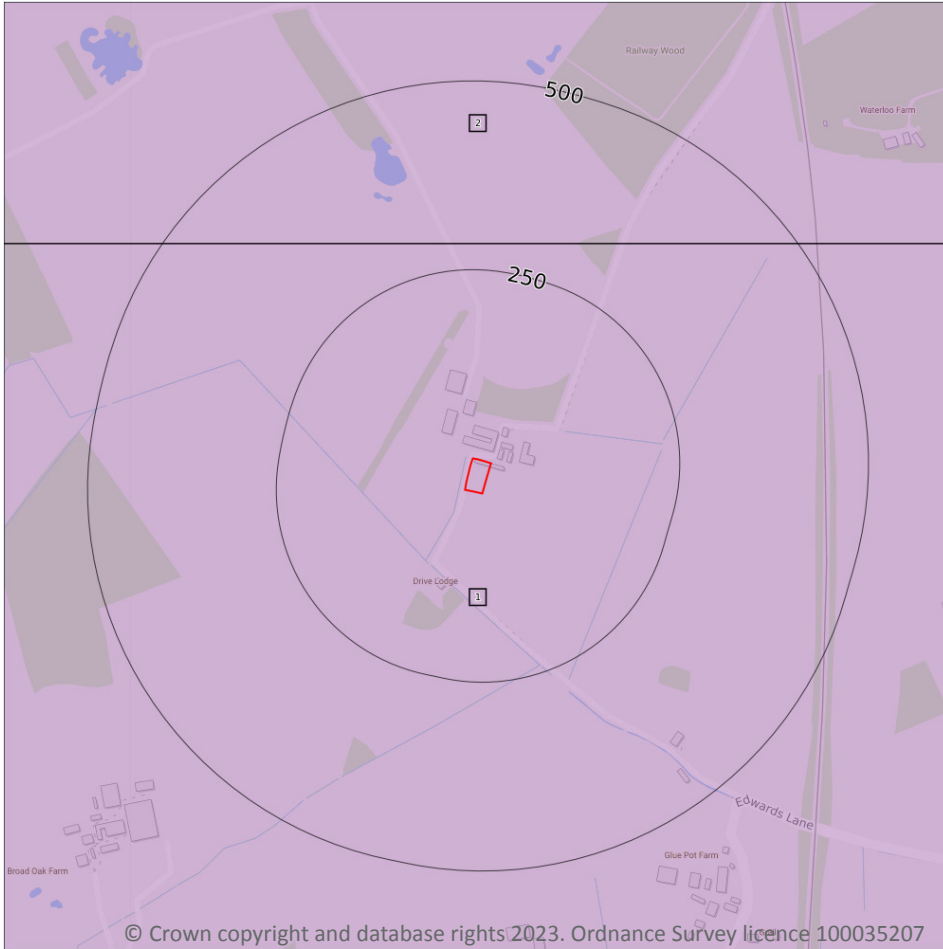 Railway Wood
500
Waterloo Farm
2
250
Drive Lodge
1
Edwards Lane
Glue Pot Farm
Broad Oak Farm
© Crown copyright and database rights 2023. Ordnance Survey licence 100035207